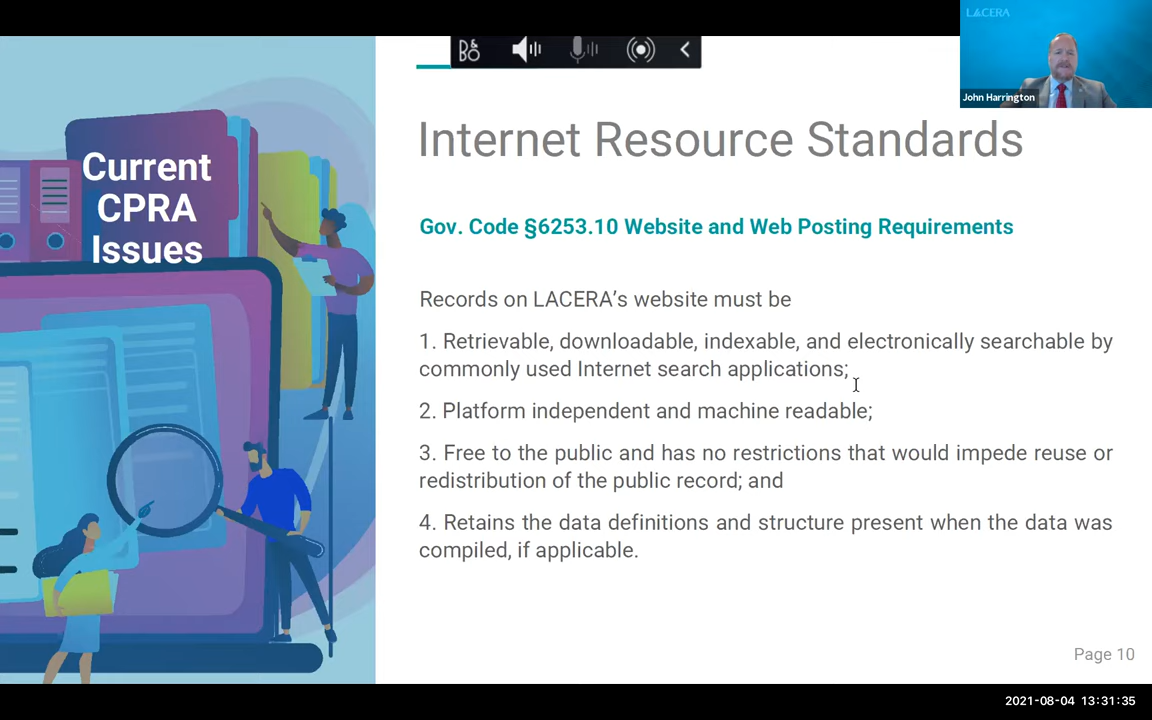 LACERA
John Harrington
Current
CPRA
Issues
Internet Resource Standards
Gov. Code §6253.10 Website and Web Posting Requirements
Records on LACERA’s website must be
1. Retrievable, downloadable, indexable, and electronically searchable by
commonly used Internet search applications;
2. Platform independent and machine readable;
3. Free to the public and has no restrictions that would impede reuse or
redistribution of the public record; and
4. Retains the data definitions and structure present when the data was
compiled, if applicable.
Page 10
2021-08-04 13:31:35